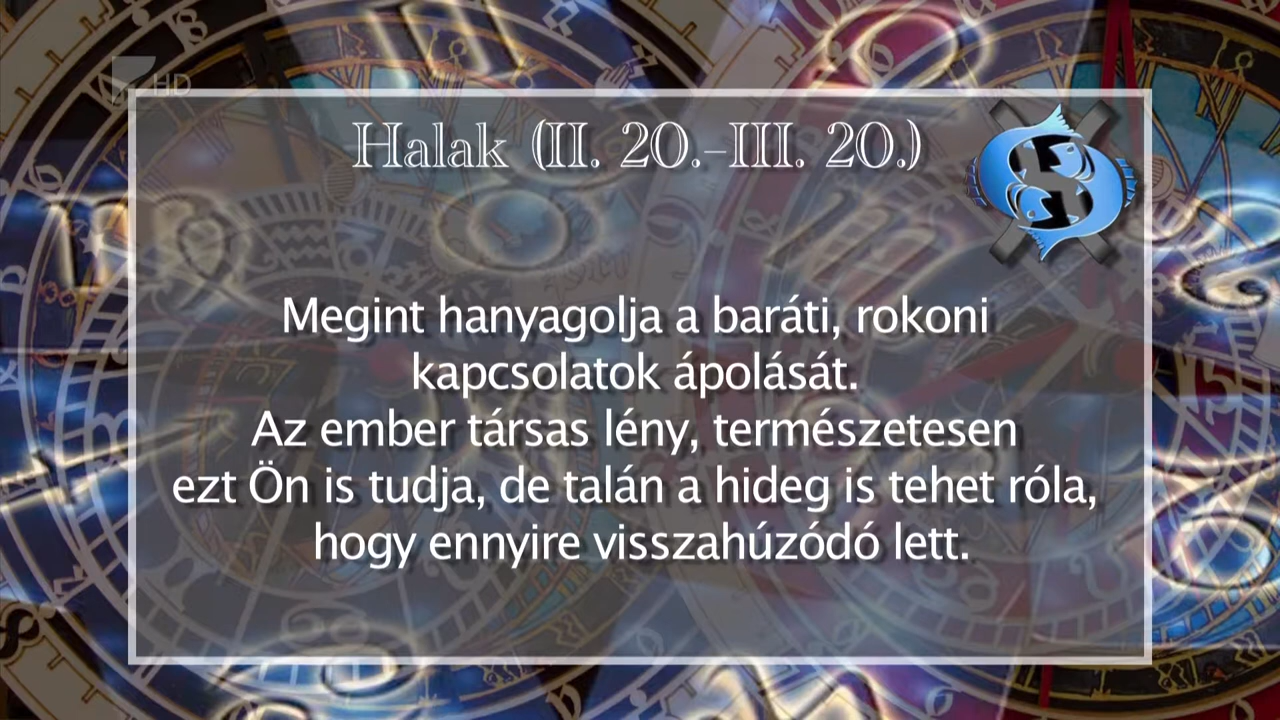 HD
Halak (II. 20.-III. 20.)
Megint hanyagolja a baráti, rokoni
kapcsolatok ápolását.
Az ember társas lény, természetesen
ezt Ön is tudja, de talán a hideg is tehet róla,
hogy ennyire visszahúzódó lett.